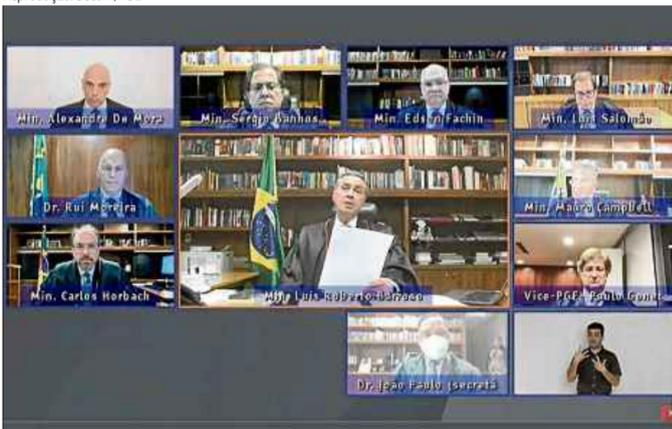 Min. Alexandre De Mora
Min. Sérgio Banhos
Min. Edson Fachin
Min. Luis Salomão
Dr. Rui Moreira
Min. Mauro Campbell
Min. Carlos Horbach
Min. Luís Roberto Barroso
Vice-PGE: Paulo Gonet
Dr. João Paulo (secretá